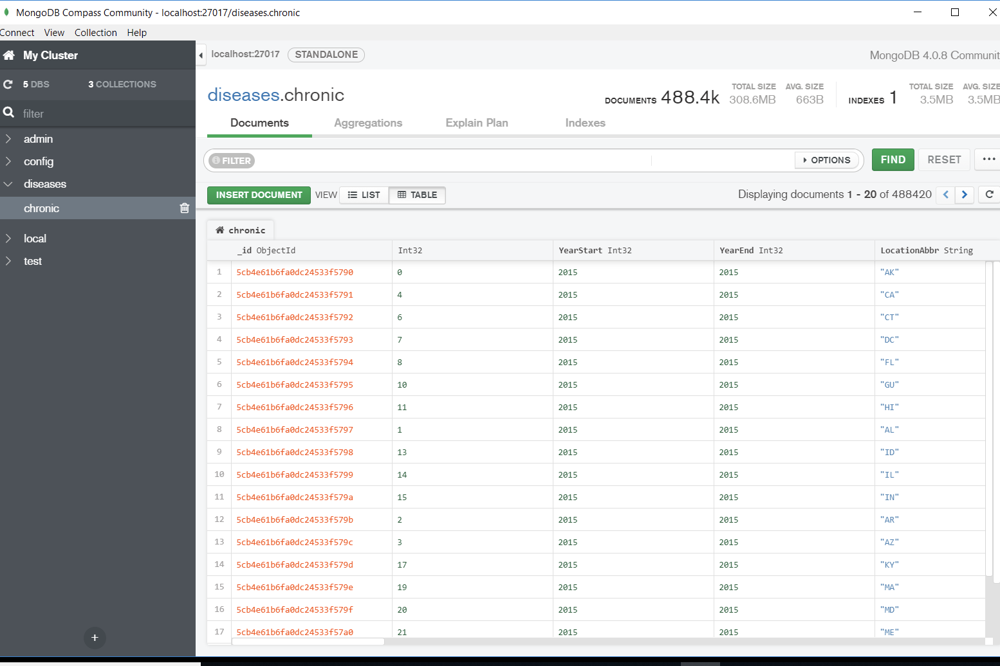 MongoDB Compass Community - localhost:27017/diseases.chronic
Connect View Collection Help
My Cluster
5 DBS 3 COLLECTIONS
filter
admin
config
diseases
chronic
local
test
+
localhost:27017 STANDALONE MongoDB 4.0.8 Communit
diseases.chronic
DOCUMENTS 488.4k TOTAL SIZE 308.6MB AVG. SIZE 663B INDEXES 1 TOTAL SIZE 3.5MB AVG. SIZE 3.5MB
Documents Aggregations Explain Plan Indexes
FILTER OPTIONS FIND RESET ...
INSERT DOCUMENT VIEW LIST TABLE Displaying documents 1 - 20 of 488420
chronic
_id ObjectId Int32 YearStart Int32 YearEnd Int32 LocationAbbr String
1 5cb4e61b6fa0dc24533f5790 0 2015 2015 "AK"
2 5cb4e61b6fa0dc24533f5791 4 2015 2015 "CA"
3 5cb4e61b6fa0dc24533f5792 6 2015 2015 "CT"
4 5cb4e61b6fa0dc24533f5793 7 2015 2015 "DC"
5 5cb4e61b6fa0dc24533f5794 8 2015 2015 "FL"
6 5cb4e61b6fa0dc24533f5795 10 2015 2015 "GU"
7 5cb4e61b6fa0dc24533f5796 11 2015 2015 "HI"
8 5cb4e61b6fa0dc24533f5797 1 2015 2015 "AL"
9 5cb4e61b6fa0dc24533f5798 13 2015 2015 "ID"
10 5cb4e61b6fa0dc24533f5799 14 2015 2015 "IL"
11 5cb4e61b6fa0dc24533f579a 15 2015 2015 "IN"
12 5cb4e61b6fa0dc24533f579b 2 2015 2015 "AR"
13 5cb4e61b6fa0dc24533f579c 3 2015 2015 "AZ"
14 5cb4e61b6fa0dc24533f579d 17 2015 2015 "KY"
15 5cb4e61b6fa0dc24533f579e 19 2015 2015 "MA"
16 5cb4e61b6fa0dc24533f579f 20 2015 2015 "MD"
17 5cb4e61b6fa0dc24533f57a0 21 2015 2015 "ME"